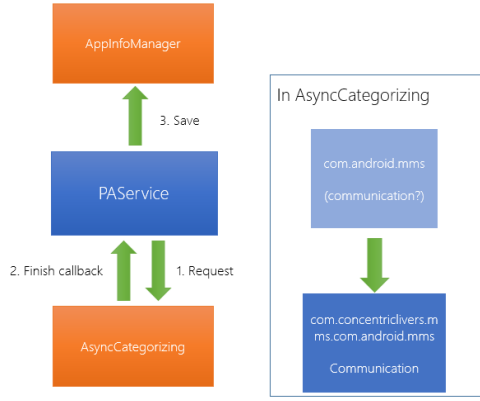 AppInfoManager
3. Save
PAService
2. Finish callback
1. Request
AsyncCategorizing
In AsyncCategorizing
com.android.mms
(communication?)
com.concentriclivers.m
ms.com.android.mms
Communication